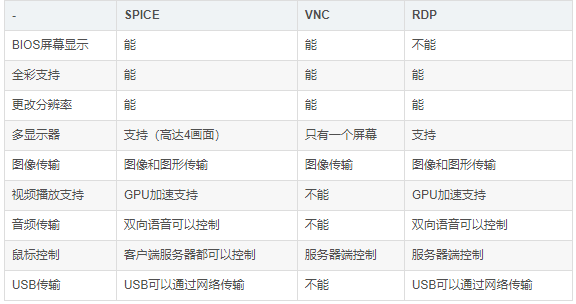 - SPICE VNC RDP
BIOS屏幕显示 能 能 不能
全彩支持 能 能 能
更改分辨率 能 能 能
多显示器 支持（高达4画面） 只有一个屏幕 支持
图像传输 图像和图形传输 图像传输 图像和图形传输
视频播放支持 GPU加速支持 不能 GPU加速支持
音频传输 双向语音可以控制 不能 双向语音可以控制
鼠标控制 客户端服务器都可以控制 服务器端控制 服务器端控制
USB传输 USB可以通过网络传输 不能 USB可以通过网络传输